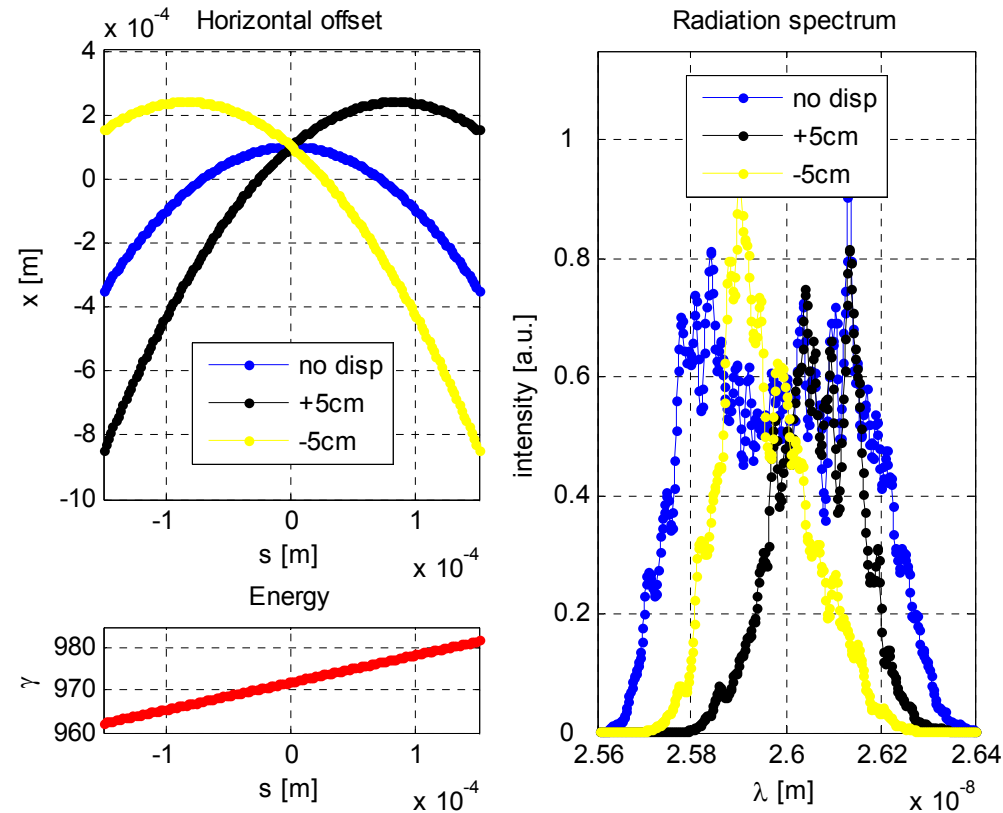 Horizontal offset
x 10-4
4
2
0
-2
-4
-6
-8
-10
x [m]
no disp
+5cm
-5cm
-1
0
1
s [m]
x 10-4
Energy
980
970
960
γ
-1
0
1
s [m]
x 10-4
Radiation spectrum
no disp
+5cm
-5cm
1
0.8
0.6
0.4
0.2
0
intensity [a.u.]
2.56
2.58
2.6
2.62
2.64
λ [m]
x 10-8